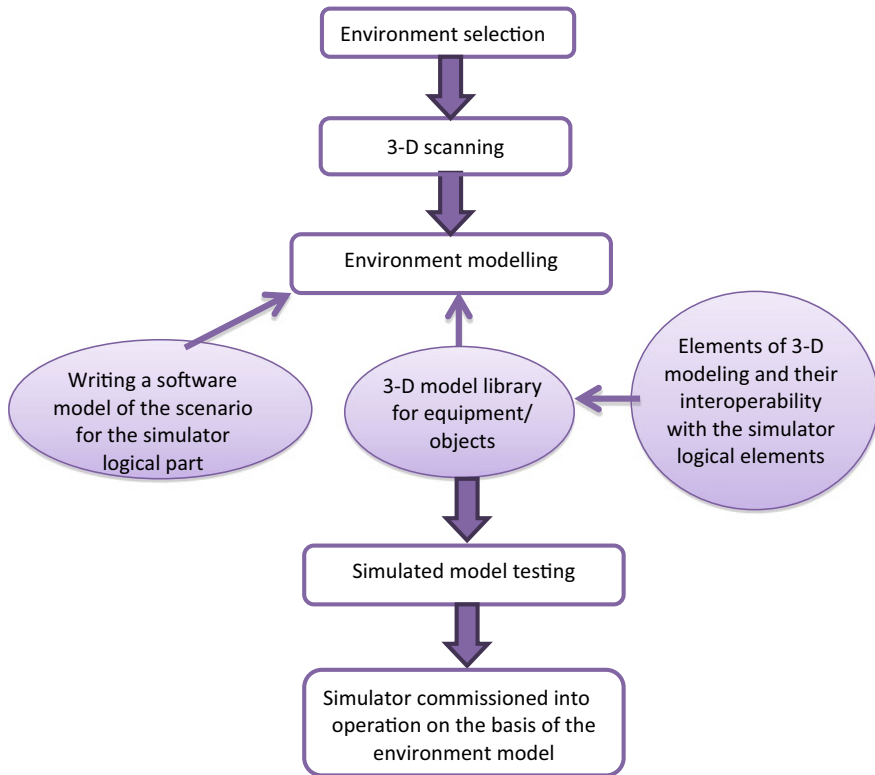 Environment selection
3-D scanning
Environment modelling
Writing a software
model of the scenario
for the simulator
logical part
3-D model library
for equipment/
objects
Elements of 3-D
modeling and their
interoperability
with the simulator
logical elements
Simulated model testing
Simulator commissioned into
operation on the basis of the
environment model